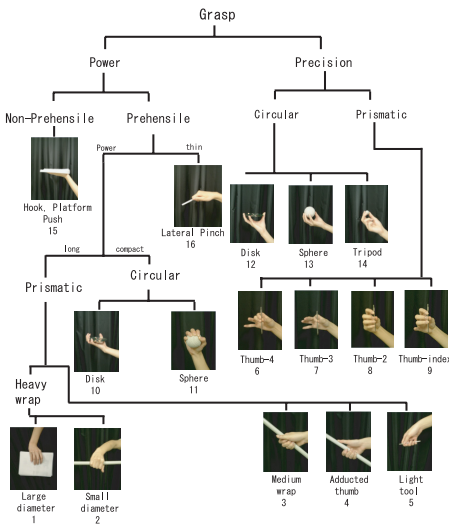 Grasp
Power
Precision
Non-Prehensile
Prehensile
Circular
Prismatic
Power
thin
Hook, Platform
Push
15
Lateral Pinch
16
Disk
12
Sphere
13
Tripod
14
long
compact
Prismatic
Circular
Thumb-4
6
Thumb-3
7
Thumb-2
8
Thumb-index
9
Disk
10
Sphere
11
Heavy
wrap
Large
diameter
1
Small
diameter
2
Medium
wrap
3
Adducted
thumb
4
Light
tool
5